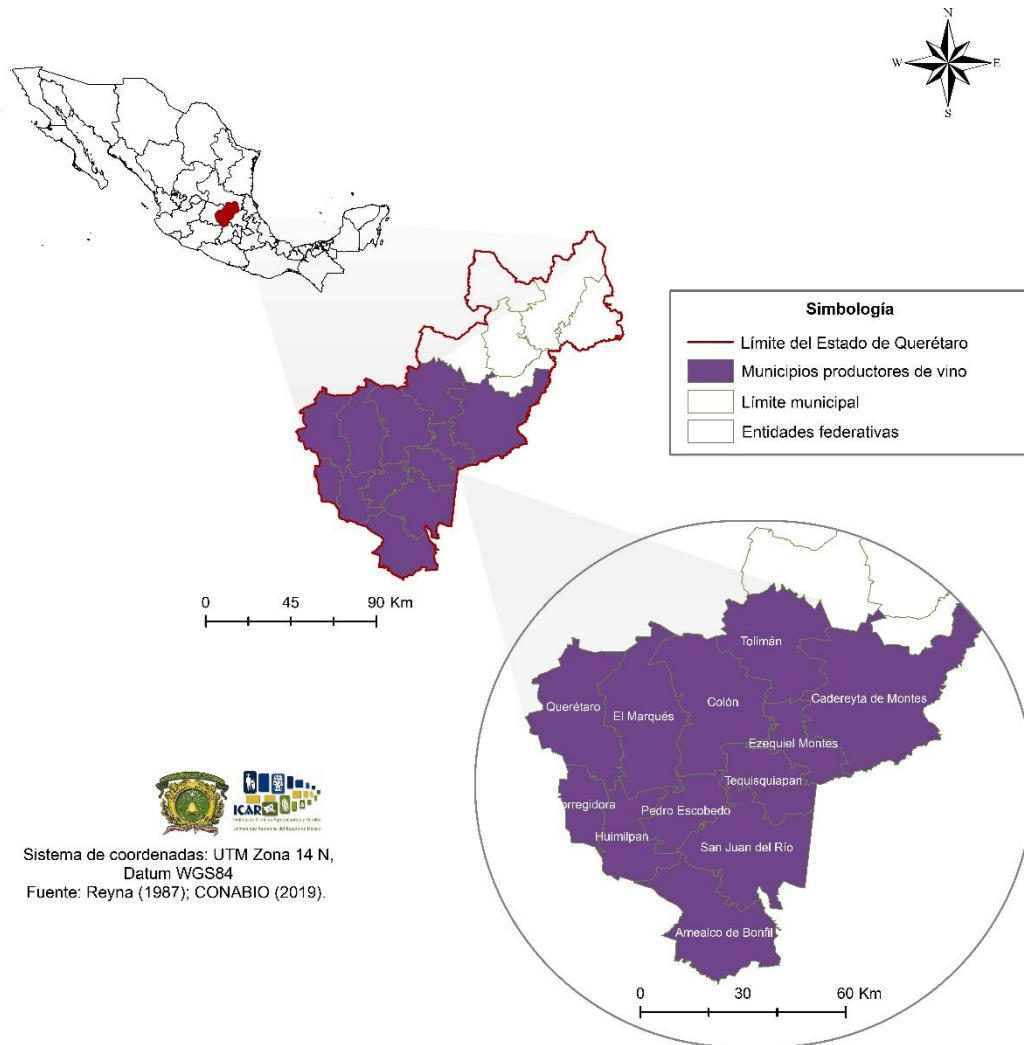 N
W
E
S
Simbología
Límite del Estado de Querétaro
Municipios productores de vino
Límite municipal
Entidades federativas
0 45 90 Km
Tolimán
Querétaro
El Marqués
Colón
Cadereyta de Montes
Ezequiel Montes
Tequisquiapan
orregidora
Pedro Escobedo
Huimilpan
San Juan del Río
Amealco de Bonfil
0 30 60 Km
ICAR
Sistema de coordenadas: UTM Zona 14 N,
Datum WGS84
Fuente: Reyna (1987); CONABIO (2019).